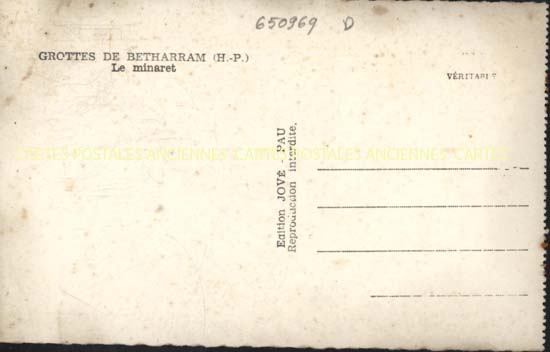 650969 D
GROTTES DE BETHARRAM (H.-P.)
Le minaret
VÉRITABLE
CARTES POSTALES ANCIENNES CARTES POSTALES ANCIENNES CARTES
Edition JOVÉ - PAU
Reproduction interdite.